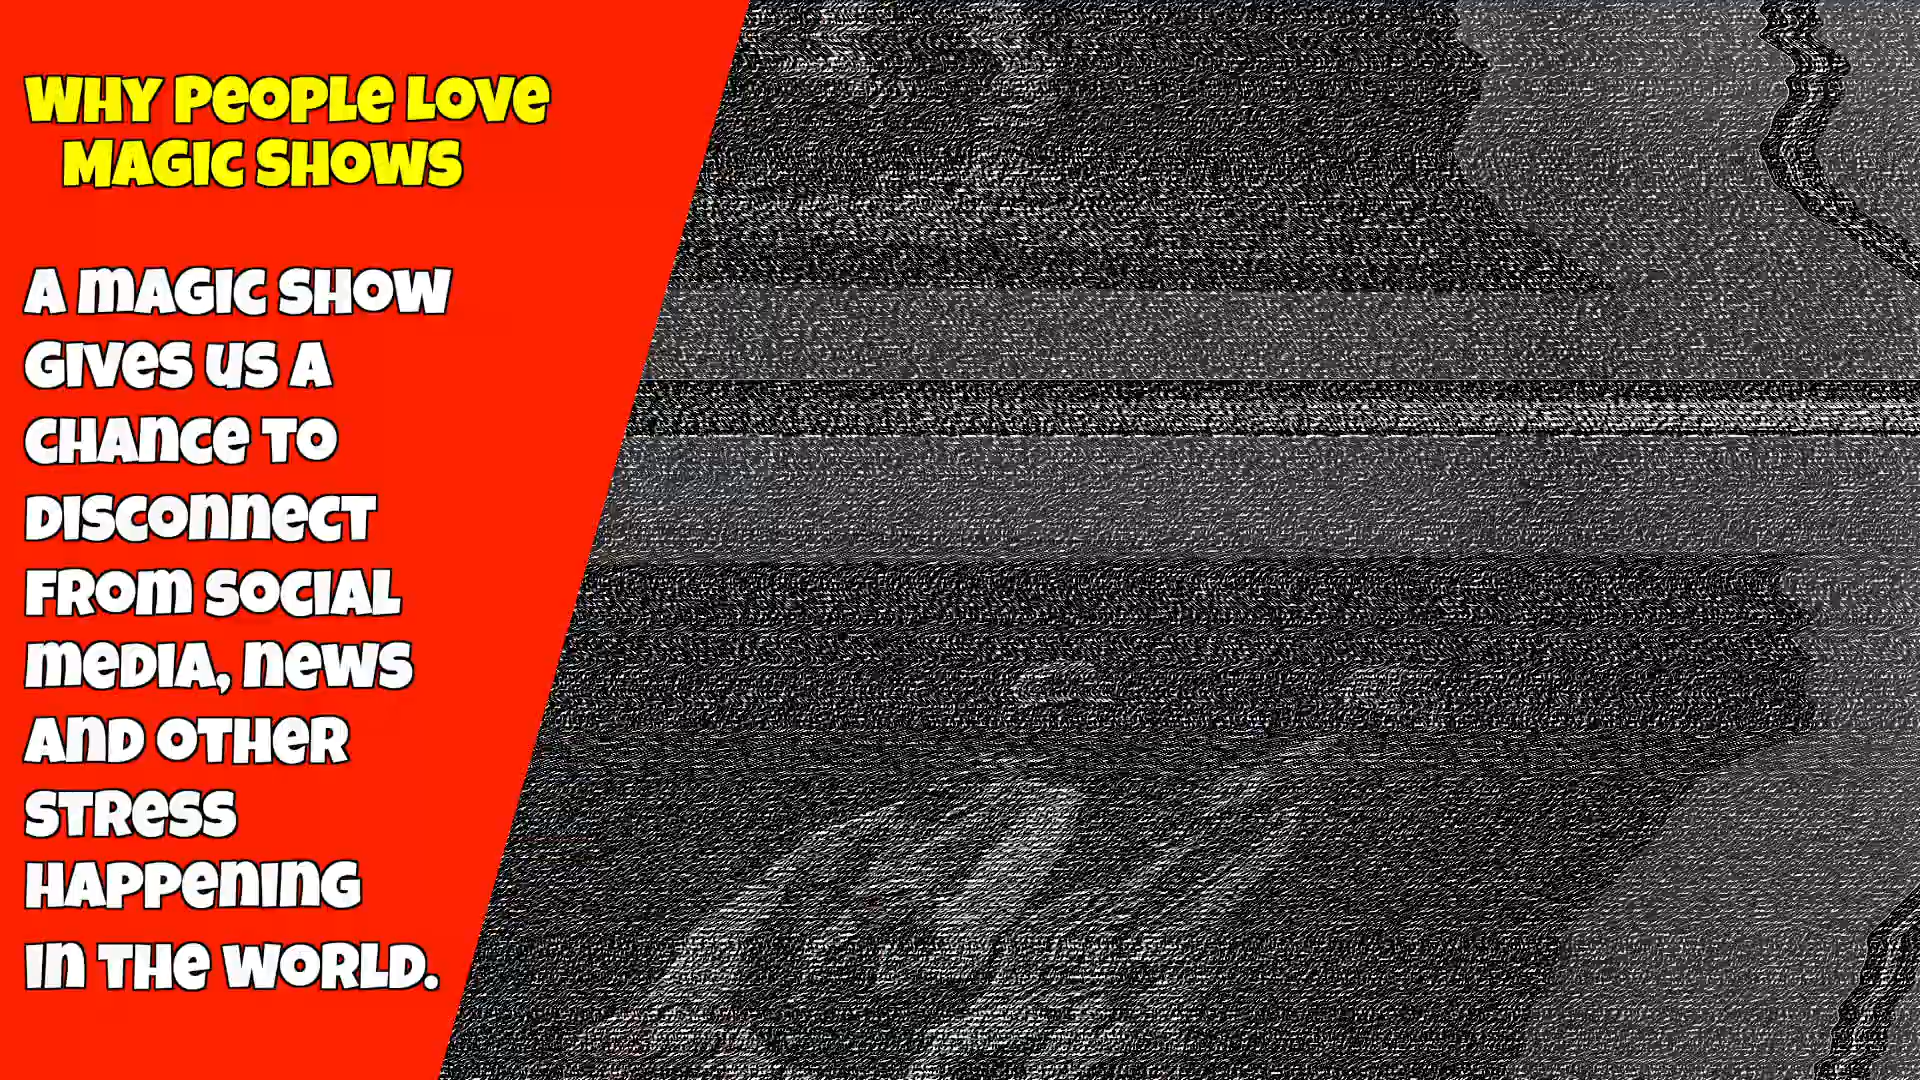 WHY PEOPLE LOVE
MAGIC SHOWS
A MAGIC SHOW
GIVES US A
CHANCE TO
DISCONNECT
FROM SOCIAL
MEDIA, NEWS
AND OTHER
STRESS
HAPPENING
IN THE WORLD.